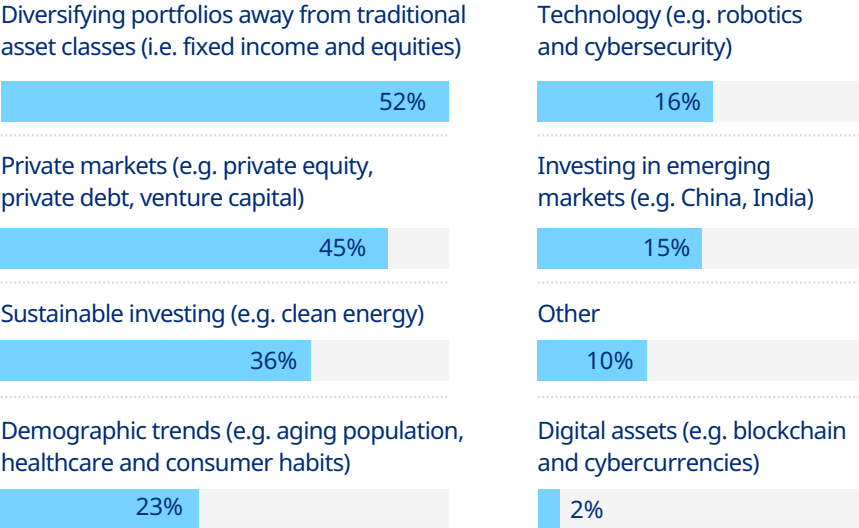 Diversifying portfolios away from traditional
asset classes (i.e. fixed income and equities)
52%
Private markets (e.g. private equity,
private debt, venture capital)
45%
Sustainable investing (e.g. clean energy)
36%
Demographic trends (e.g. aging population,
healthcare and consumer habits)
23%
Technology (e.g. robotics
and cybersecurity)
16%
Investing in emerging
markets (e.g. China, India)
15%
Other
10%
Digital assets (e.g. blockchain
and cybercurrencies)
2%